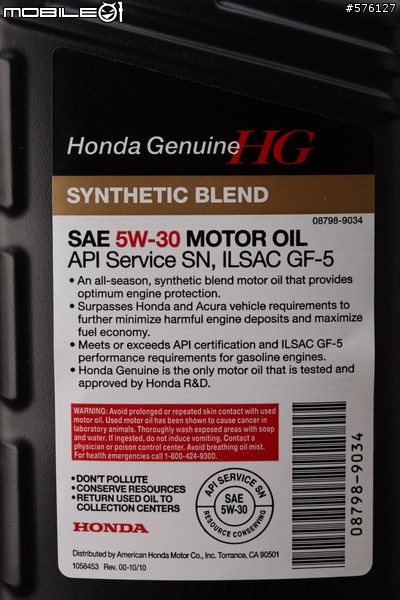 MOBILE01
#576127
Honda Genuine HG
SYNTHETIC BLEND
08798-9034
SAE 5W-30 MOTOR OIL
API Service SN, ILSAC GF-5
• An all-season, synthetic blend motor oil that provides
optimum engine protection.
• Surpasses Honda and Acura vehicle requirements to
further minimize harmful engine deposits and maximize
fuel economy.
• Meets or exceeds API certification and ILSAC GF-5
performance requirements for gasoline engines.
• Honda Genuine is the only motor oil that is tested and
approved by Honda R&D.
WARNING: Avoid prolonged or repeated skin contact with used
motor oil. Used motor oil has been shown to cause cancer in
laboratory animals. Thoroughly wash exposed areas with soap
and water. If ingested, do not induce vomiting. Contact a
physician or poison control center. Avoid breathing oil mist.
For health emergencies call 1-800-424-9300.
• DON'T POLLUTE
• CONSERVE RESOURCES
• RETURN USED OIL TO
COLLECTION CENTERS
HONDA
API SERVICE SN
SAE
5W-30
RESOURCE CONSERVING
08798-9034
Distributed by American Honda Motor Co., Inc. Torrance, CA 90501
1058453 Rev. 00-10/10